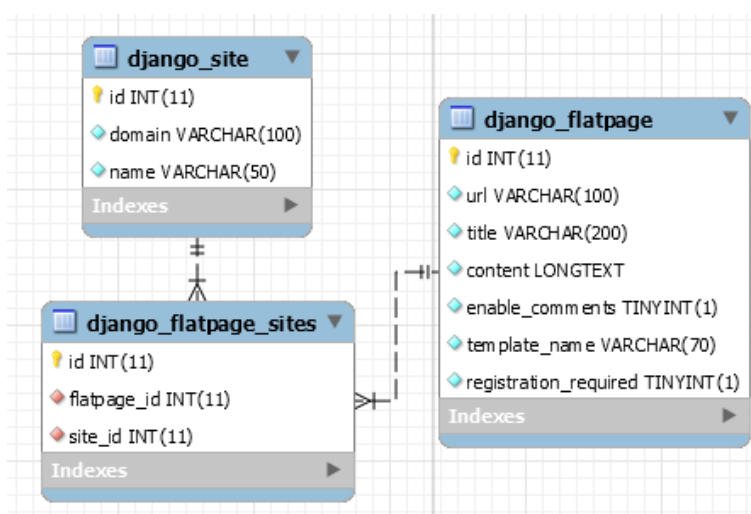 django_site
id INT(11)
domain VARCHAR(100)
name VARCHAR(50)
Indexes
django_flatpage
id INT(11)
url VARCHAR(100)
title VARCHAR(200)
content LONGTEXT
enable_comments TINYINT(1)
template_name VARCHAR(70)
registration_required TINYINT(1)
Indexes
django_flatpage_sites
id INT(11)
flatpage_id INT(11)
site_id INT(11)
Indexes